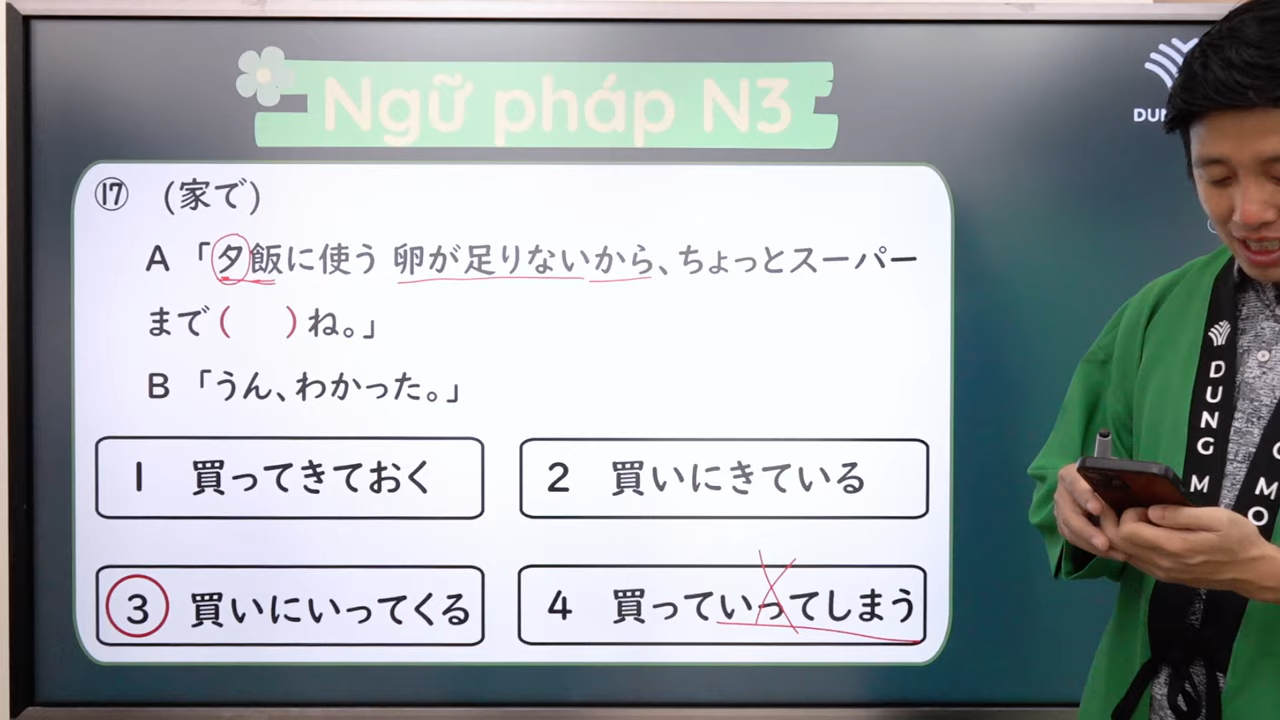 Ngữ pháp N3
DUN
⑰ (家で)
A「夕飯に使う 卵が足りないから、ちょっとスーパー
まで( )ね。」
B「うん、わかった。」
1 買ってきておく
2 買いにきている
3 買いにいってくる
4 買っていってしまう
DUNG M
MO